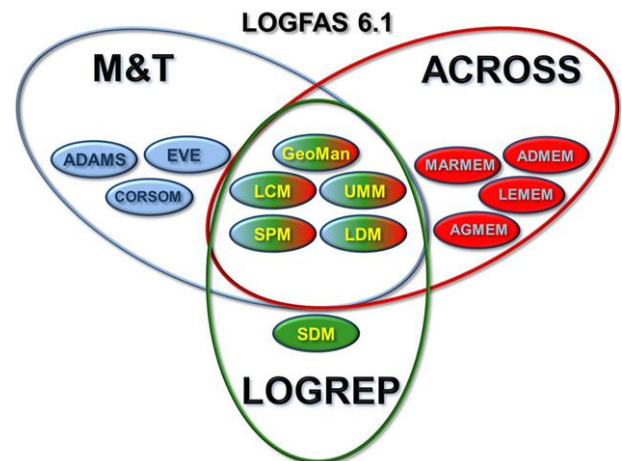 LOGFAS 6.1
M&T
ACROSS
ADAMS
EVE
CORSOM
GeoMan
LCM
UMM
SPM
LDM
MARMEM
ADMEM
LEMEM
AGMEM
SDM
LOGREP